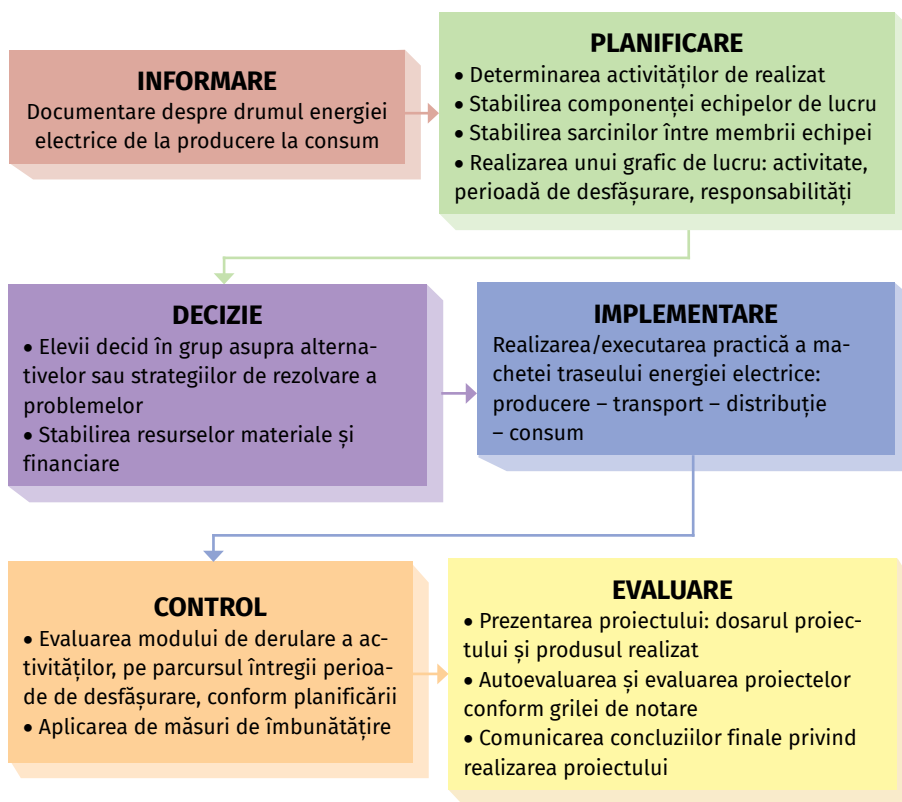 INFORMARE
Documentare despre drumul energiei
electrice de la producere la consum
PLANIFICARE
• Determinarea activităților de realizat
• Stabilirea componenței echipelor de lucru
• Stabilirea sarcinilor între membrii echipei
• Realizarea unui grafic de lucru: activitate,
perioadă de desfășurare, responsabilități
DECIZIE
• Elevii decid în grup asupra alterna-
tivelor sau strategiilor de rezolvare a
problemelor
• Stabilirea resurselor materiale și
financiare
IMPLEMENTARE
Realizarea/executarea practică a ma-
chetei traseului energiei electrice:
producere – transport – distribuție
– consum
CONTROL
• Evaluarea modului de derulare a ac-
tivităților, pe parcursul întregii perioa-
de de desfășurare, conform planificării
• Aplicarea de măsuri de îmbunătățire
EVALUARE
• Prezentarea proiectului: dosarul proiec-
tului și produsul realizat
• Autoevaluarea și evaluarea proiectelor
conform grilei de notare
• Comunicarea concluziilor finale privind
realizarea proiectului